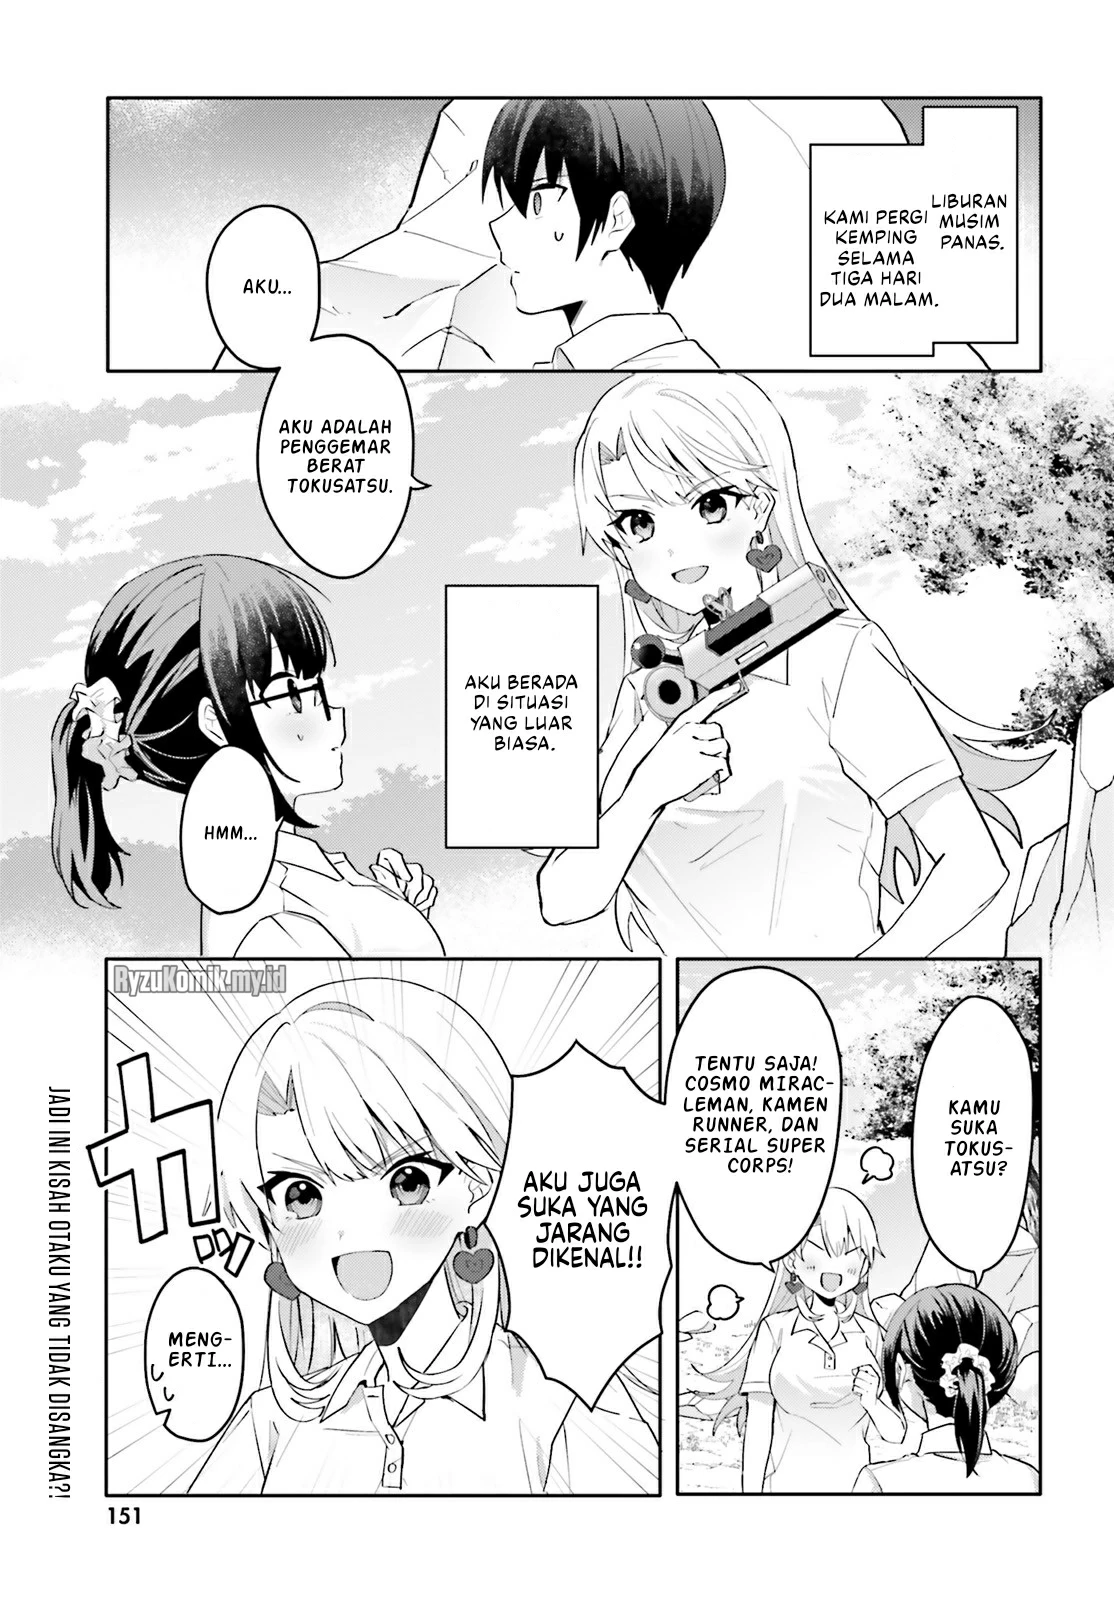 LIBURAN
MUSIM
PANAS.
KAMI PERGI
KEMPING
SELAMA
TIGA HARI
DUA MALAM.
AKU...
AKU ADALAH
PENGGEMAR
BERAT
TOKUSATSU.
AKU BERADA
DI SITUASI
YANG LUAR
BIASA.
HMM...
KAMU
SUKA
TOKUS-
ATSU?
TENTU SAJA!
COSMO MIRAC-
LEMAN, KAMEN
RUNNER, DAN
SERIAL SUPER
CORPS!
RyzuKomik.my.id
AKU JUGA
SUKA YANG
JARANG
DIKENAL!!
MENG-
ERTI...
JADI INI KISAH OTAKU YANG TIDAK DISANGKA?!
151